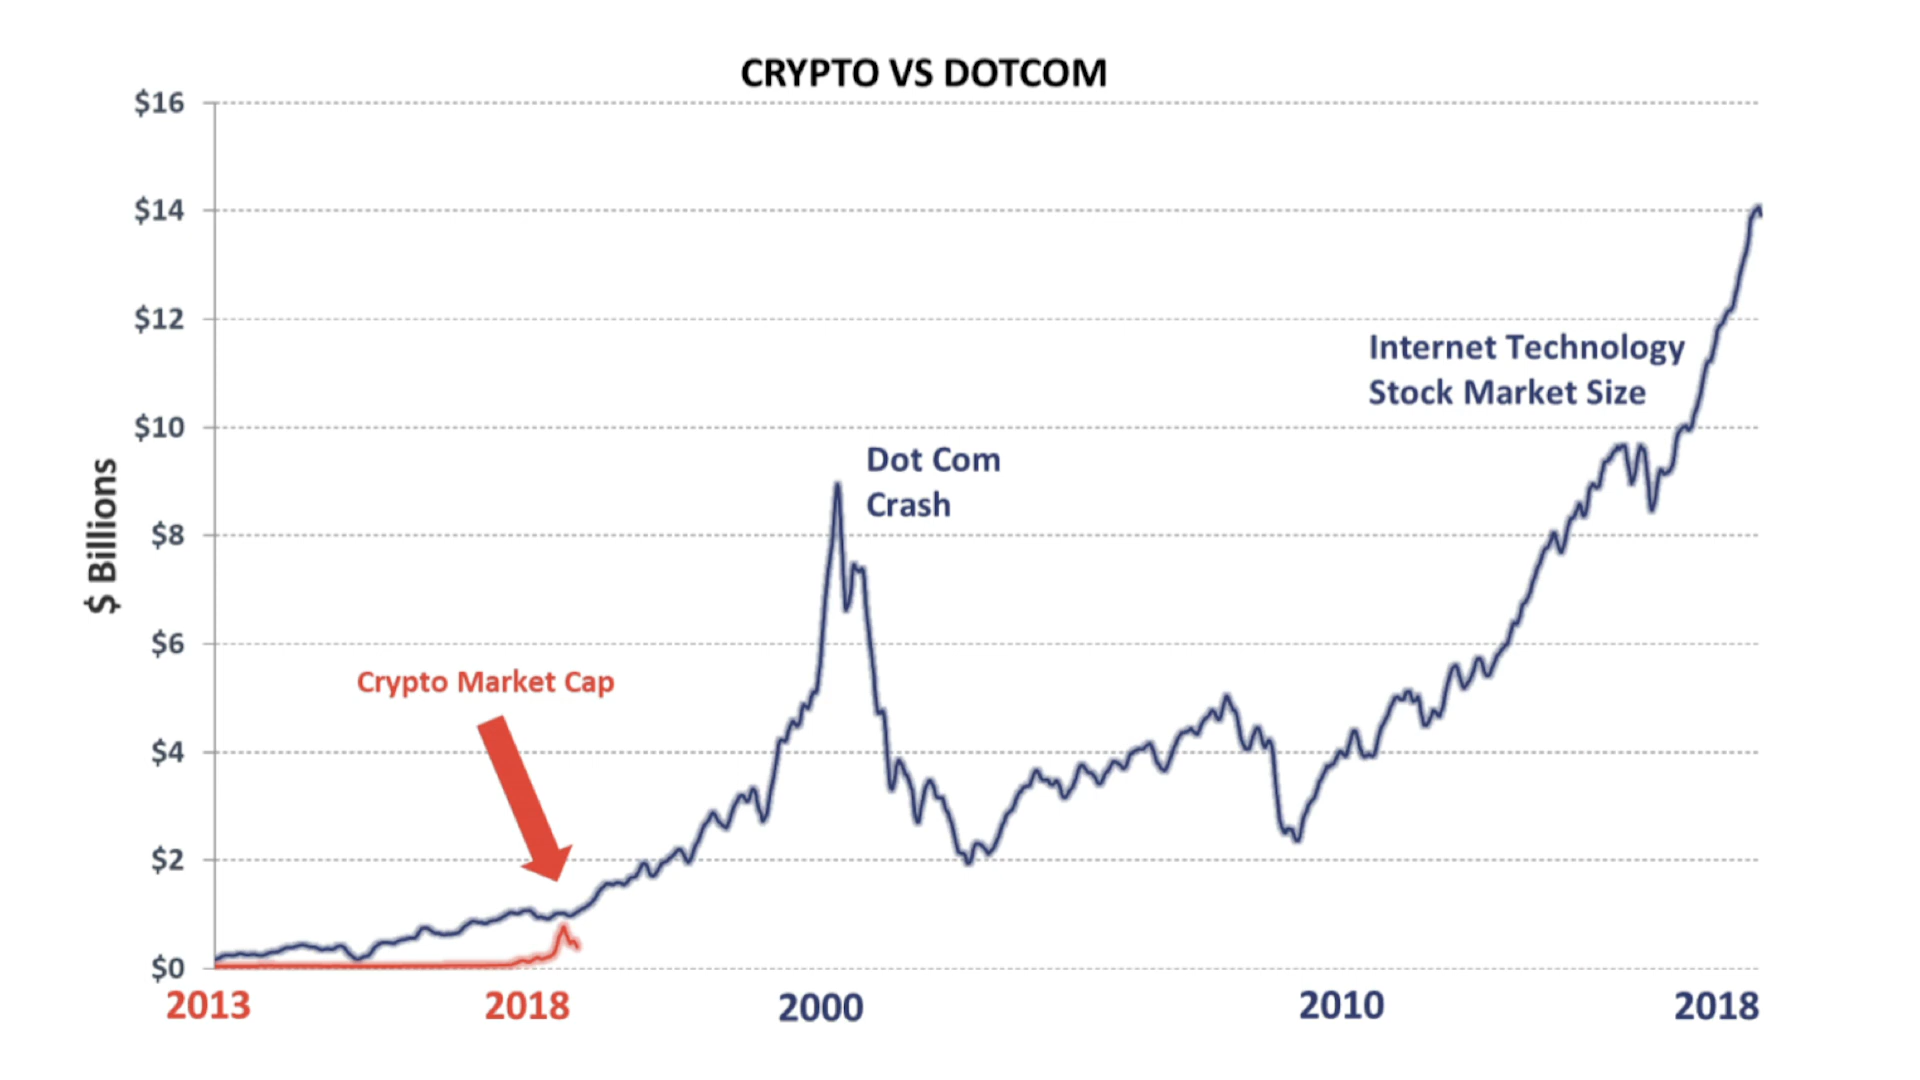 CRYPTO VS DOTCOM
$16
$14
$12
$10
$8
$6
$4
$2
$0
$ Billions
Internet Technology
Stock Market Size
Dot Com
Crash
Crypto Market Cap
2013
2018
2000
2010
2018